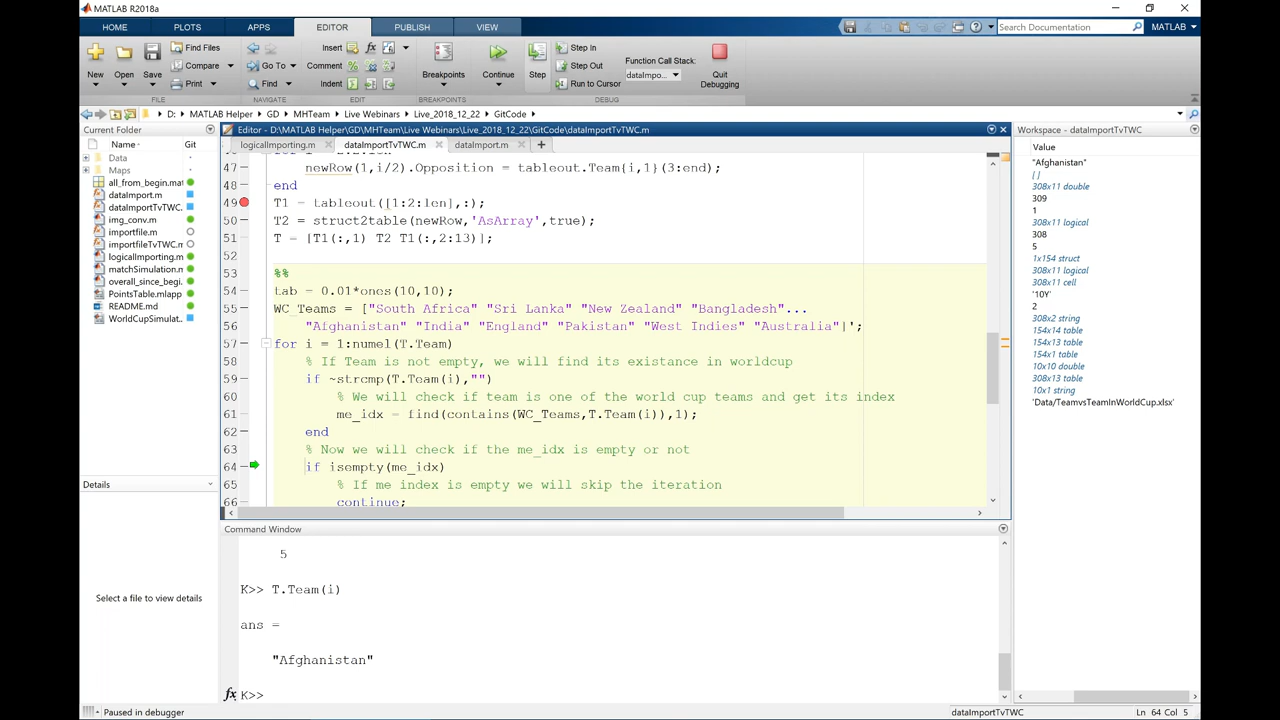 MATLAB R2018a
HOME PLOTS APPS EDITOR PUBLISH VIEW Search Documentation MATLAB
New Open Save Find Files Compare Print
Insert Comment Indent Go To Find
Breakpoints Continue Step Step In Step Out Run to Cursor
Function Call Stack: dataImpo... Quit Debugging
FILE NAVIGATE EDIT BREAKPOINTS DEBUG
D: MATLAB Helper GD MHTeam Live Webinars Live_2018_12_22 GitCode
Current Folder
Name Git
Data
Maps
all_from_begin.mat
dataImport.m
dataImportTvTWC.
img_conv.m
importfile.m
importfileTvTWC.m
logicalImporting.m
matchSimulation.m
overall_since_begi.
PointsTable.mlapp
README.md
WorldCupSimulat..
Details
Select a file to view details
Editor - D:\MATLAB Helper\GD\MHTeam\Live Webinars\Live_2018_12_22\GitCode\dataImportTvTWC.m
logicalImporting.m dataImportTvTWC.m dataImport.m
47 newRow(1,i/2).Opposition = tableout.Team{i,1}(3:end);
48 end
49 T1 = tableout([1:2:len],:);
50 T2 = struct2table(newRow,'AsArray',true);
51 T = [T1(:,1) T2 T1(:,2:13)];
52
53 %%
54 tab = 0.01*ones(10,10);
55 WC_Teams = ["South Africa" "Sri Lanka" "New Zealand" "Bangladesh"...
56 "Afghanistan" "India" "England" "Pakistan" "West Indies" "Australia"]';
57 for i = 1:numel(T.Team)
58 % If Team is not empty, we will find its existance in worldcup
59 if ~strcmp(T.Team(i),"")
60 % We will check if team is one of the world cup teams and get its index
61 me_idx = find(contains(WC_Teams,T.Team(i)),1);
62 end
63 % Now we will check if the me_idx is empty or not
64 if isempty(me_idx)
65 % If me index is empty we will skip the iteration
66 continue;
Command Window
5
K>> T.Team(i)
ans =
"Afghanistan"
fx K>>
Workspace - dataImportTvTWC
Value
"Afghanistan"
[ ]
308x11 double
309
1
308x11 logical
308
5
1x154 struct
308x11 logical
308x11 cell
'10Y'
2
308x2 string
154x14 table
154x13 table
154x1 table
10x10 double
308x13 table
10x1 string
'Data/TeamvsTeamInWorldCup.xlsx'
Paused in debugger dataImportTvTWC Ln 64 Col 5